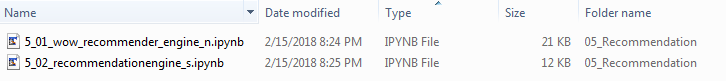 Name Date modified Type Size Folder name
5_01_wow_recommender_engine_n.ipynb 2/15/2018 8:24 PM IPYNB File 21 KB 05_Recommendation
5_02_recommendationengine_s.ipynb 2/15/2018 8:25 PM IPYNB File 12 KB 05_Recommendation